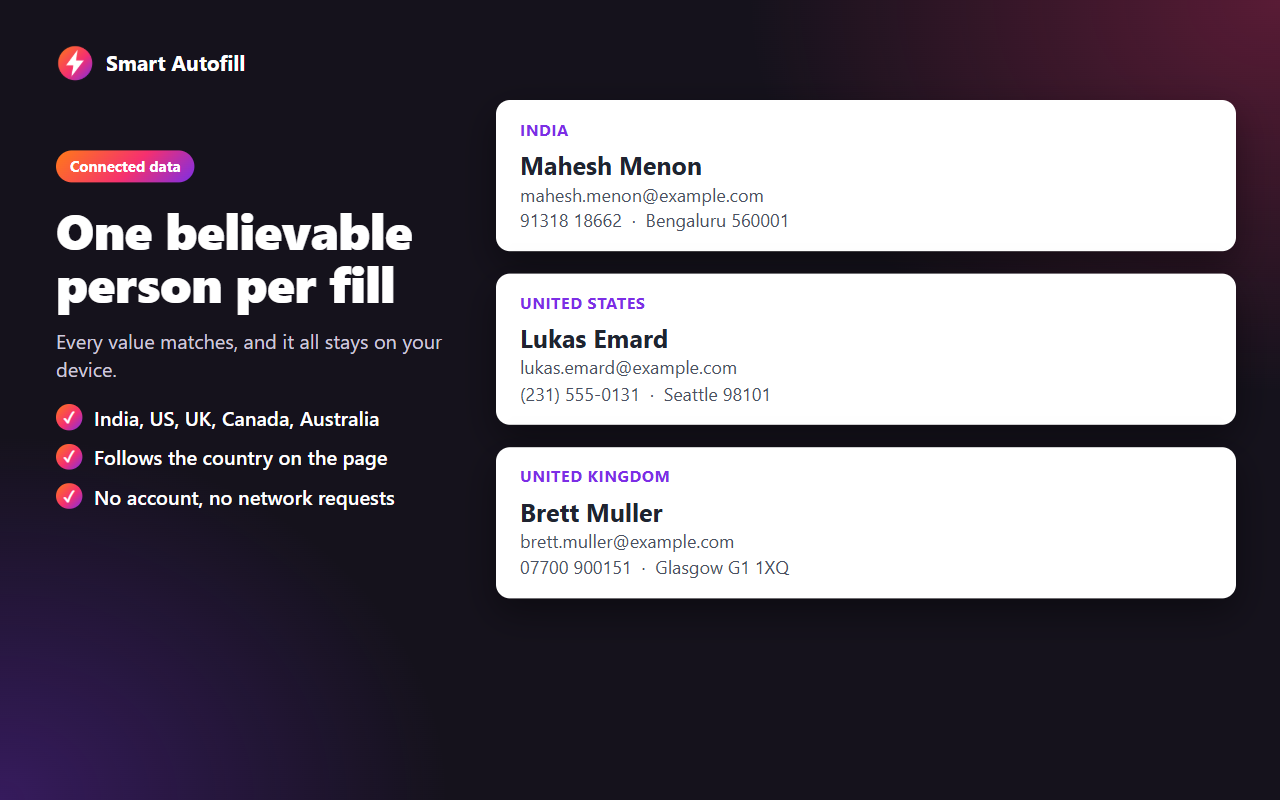 Smart Autofill
Connected data
One believable
person per fill
Every value matches, and it all stays on your
device.
India, US, UK, Canada, Australia
Follows the country on the page
No account, no network requests
INDIA
Mahesh Menon
mahesh.menon@example.com
91318 18662 · Bengaluru 560001
UNITED STATES
Lukas Emard
lukas.emard@example.com
(231) 555-0131 · Seattle 98101
UNITED KINGDOM
Brett Muller
brett.muller@example.com
07700 900151 · Glasgow G1 1XQ